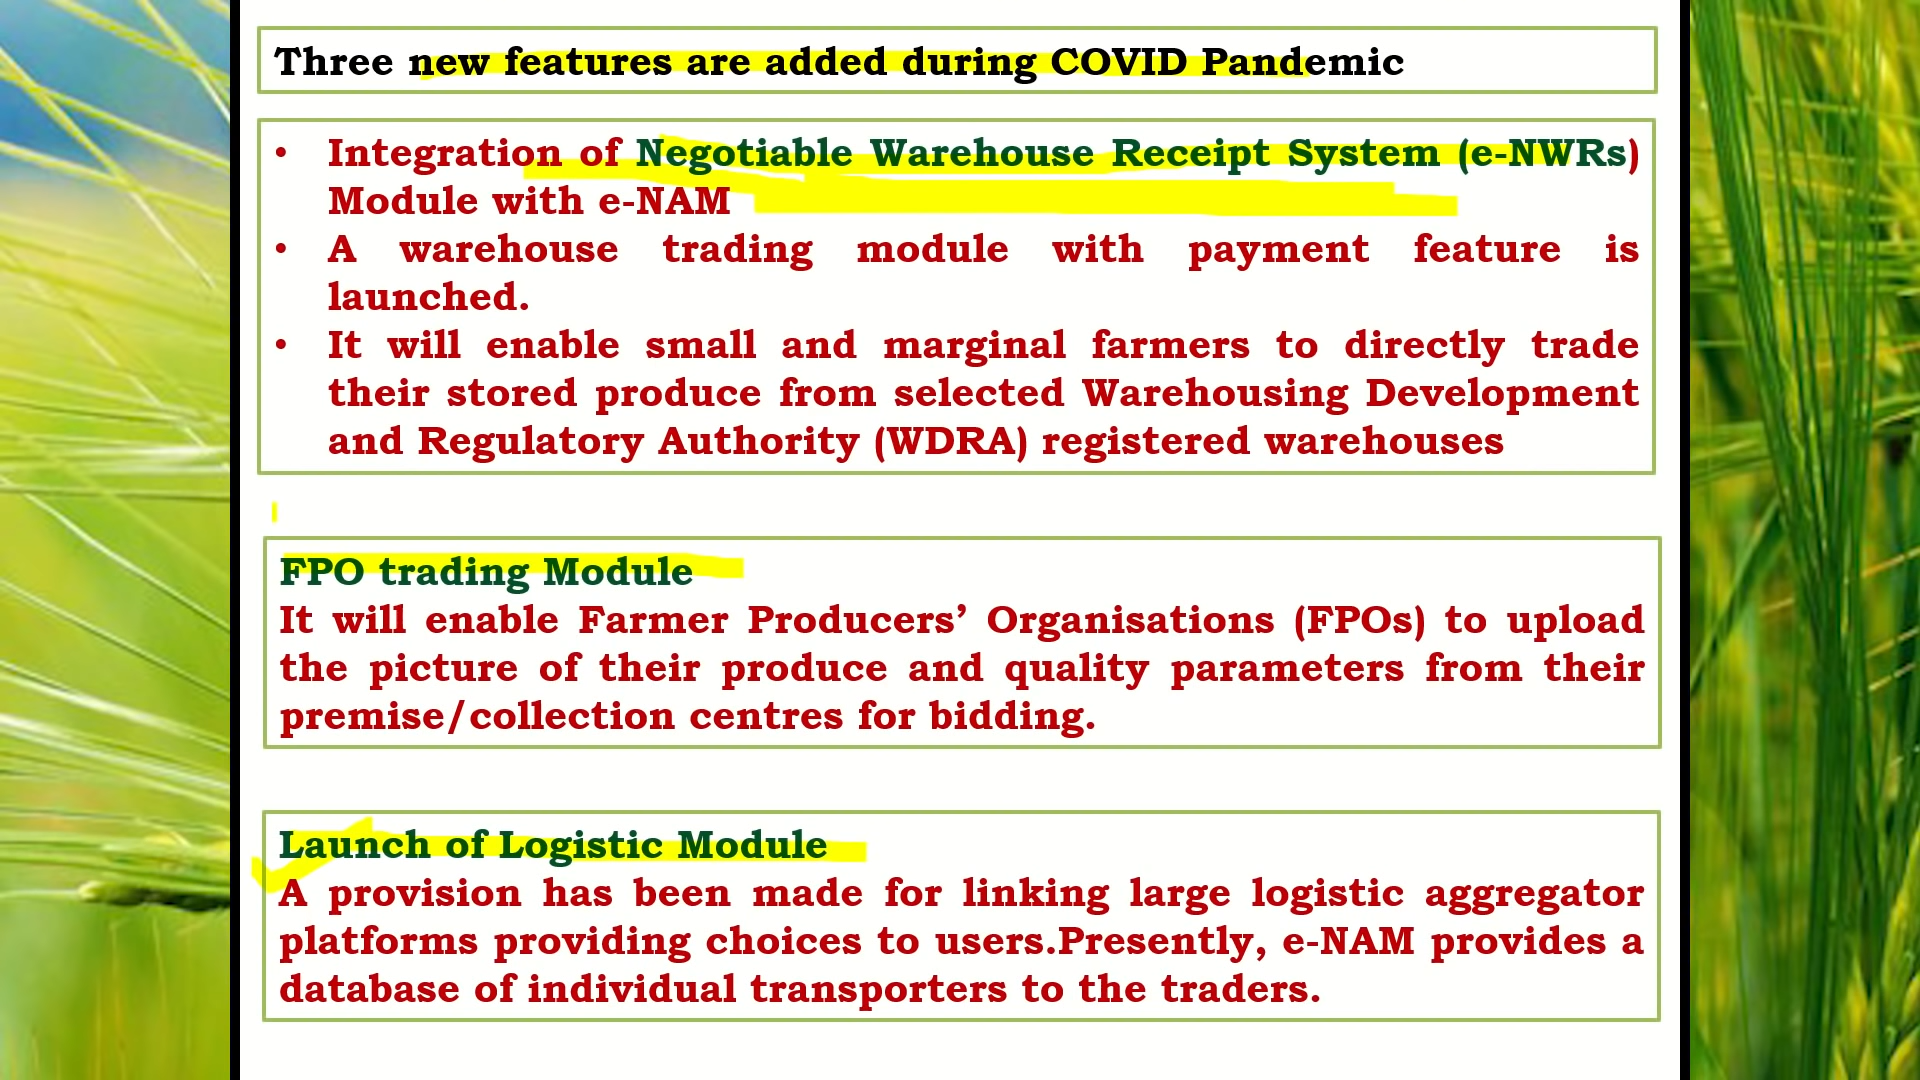 Three new features are added during COVID Pandemic
• Integration of Negotiable Warehouse Receipt System (e-NWRs)
Module with e-NAM
• A warehouse trading module with payment feature is
launched.
• It will enable small and marginal farmers to directly trade
their stored produce from selected Warehousing Development
and Regulatory Authority (WDRA) registered warehouses
FPO trading Module
It will enable Farmer Producers’ Organisations (FPOs) to upload
the picture of their produce and quality parameters from their
premise/collection centres for bidding.
Launch of Logistic Module
A provision has been made for linking large logistic aggregator
platforms providing choices to users.Presently, e-NAM provides a
database of individual transporters to the traders.